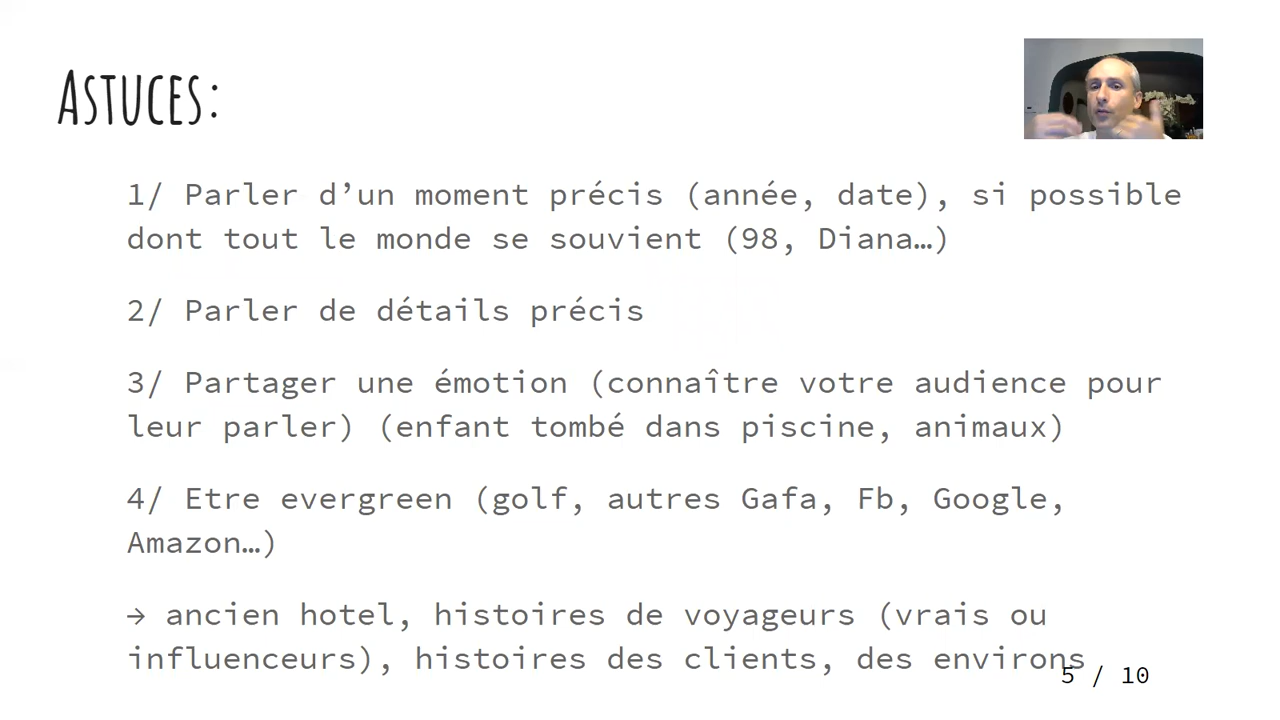 Astuces:
1/ Parler d’un moment précis (année, date), si possible
dont tout le monde se souvient (98, Diana…)
2/ Parler de détails précis
3/ Partager une émotion (connaître votre audience pour
leur parler) (enfant tombé dans piscine, animaux)
4/ Etre evergreen (golf, autres Gafa, Fb, Google,
Amazon…)
→ ancien hotel, histoires de voyageurs (vrais ou
influenceurs), histoires des clients, des environs
5 / 10